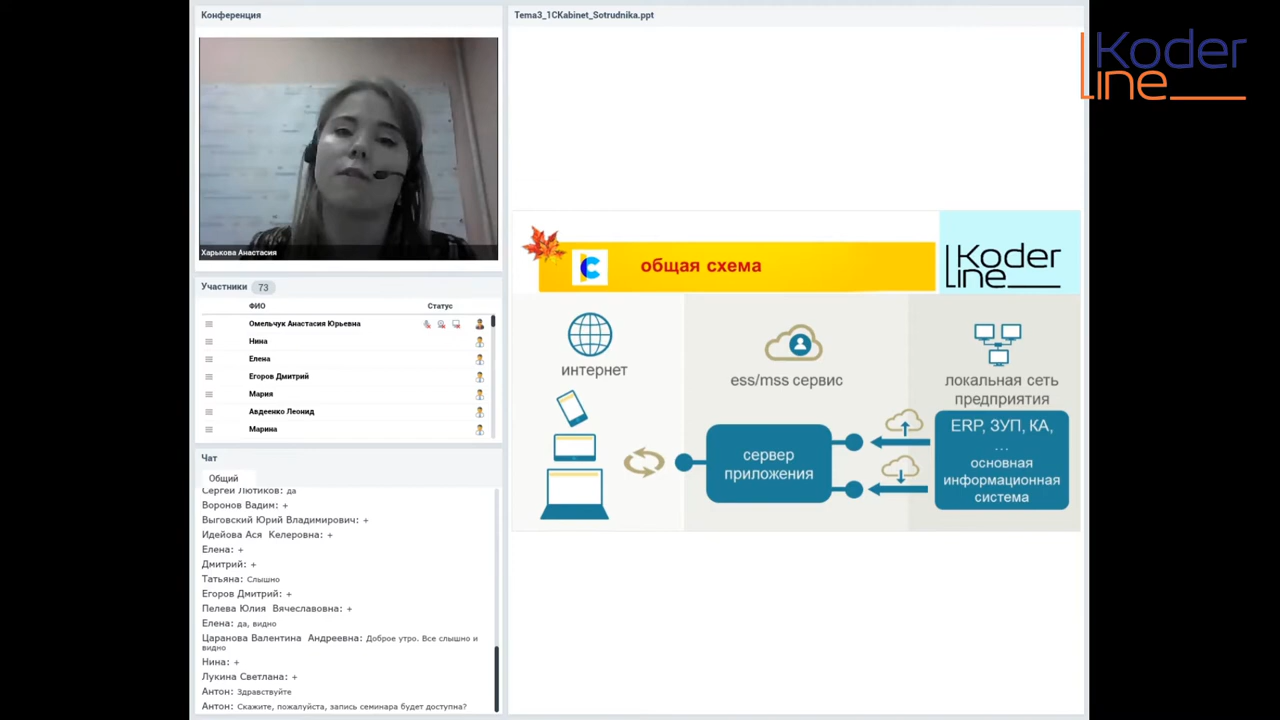 Конференция
Харькова Анастасия
Участники 73
ФИО Статус
Омельчук Анастасия Юрьевна
Нина
Елена
Егоров Дмитрий
Мария
Авдеенко Леонид
Марина
Чат
Общий
Сергей Лютиков: да
Воронов Вадим: +
Выговский Юрий Владимирович: +
Идейова Ася Келеровна: +
Елена: +
Дмитрий: +
Татьяна: Слышно
Егоров Дмитрий: +
Пелева Юлия Вячеславовна: +
Елена: да, видно
Царанова Валентина Андреевна: Доброе утро. Все слышно и
видно
Нина: +
Лукина Светлана: +
Антон: Здравствуйте
Антон: Скажите, пожалуйста, запись семинара будет доступна?
Tema3_1CKabinet_Sotrudnika.ppt
Koder
line
общая схема
Koder
line
интернет
ess/mss сервис
локальная сеть
предприятия
сервер
приложения
ERP, ЗУП, КА,
...
основная
информационная
система